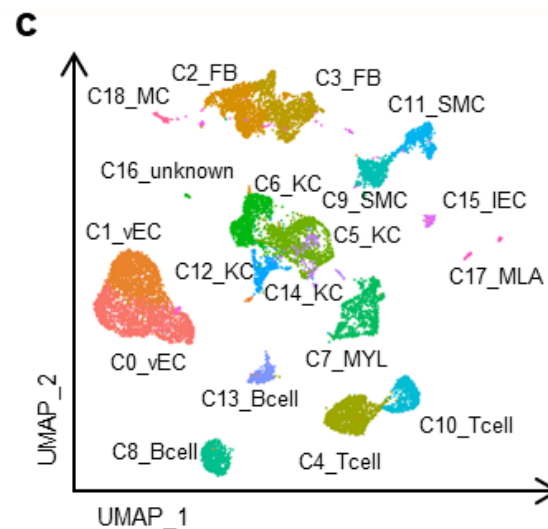 c
C2_FB
C3_FB
C18_MC
C11_SMC
C16_unknown
C6_KC
C9_SMC
C15_IEC
C1_vEC
C5_KC
C12_KC
C17_MLA
C14_KC
C0_vEC
C7_MYL
C13_Bcell
C10_Tcell
C8_Bcell
C4_Tcell
UMAP_2
UMAP_1